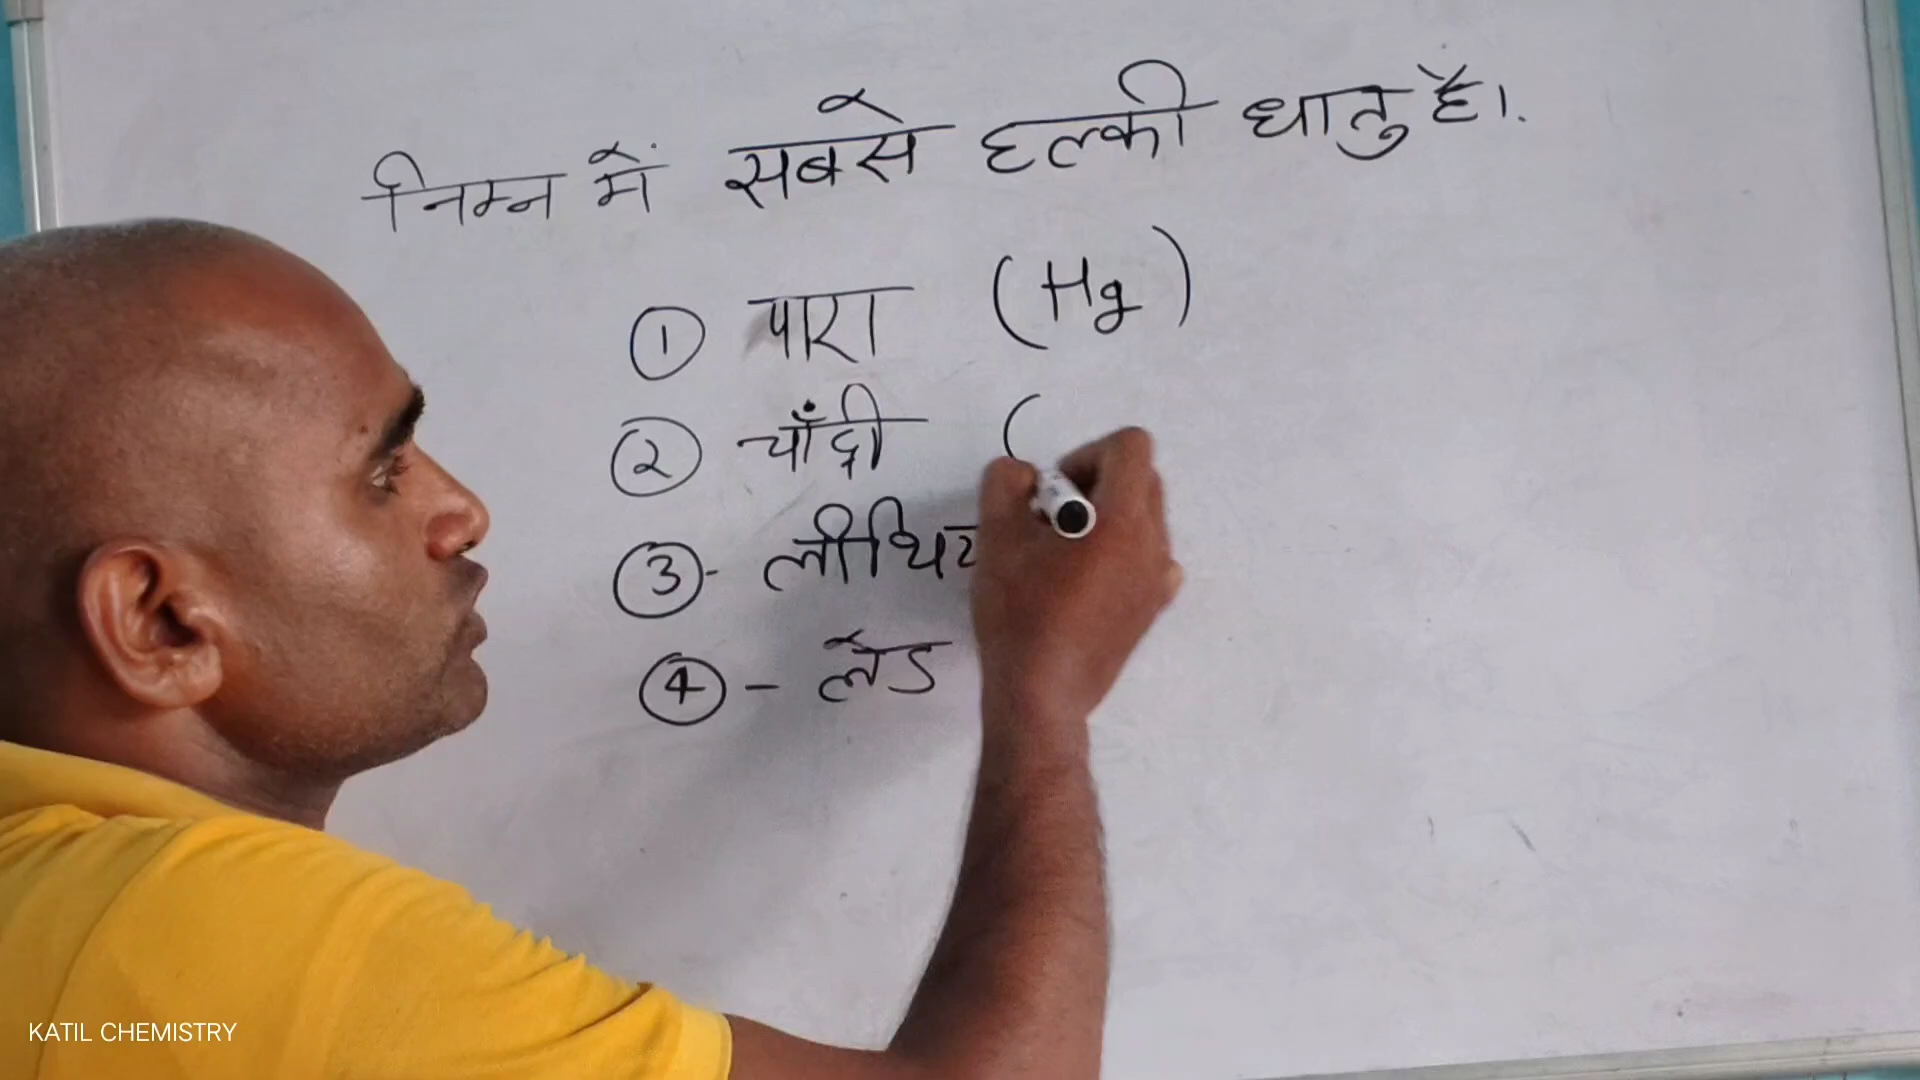 निम्न में सबसे हल्की धातु है।.
① पारा (Hg)
② चाँदी (
③- लीथिय
④ - लेड
KATIL CHEMISTRY